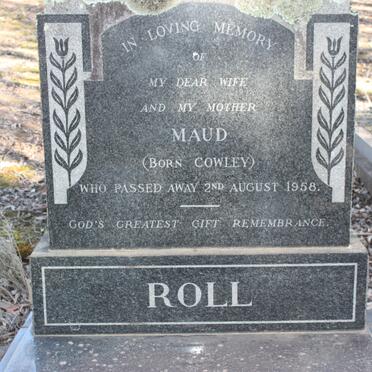 IN LOVING MEMORY
OF
MY DEAR WIFE
AND MY MOTHER
MAUD
(BORN COWLEY)
WHO PASSED AWAY 2ND AUGUST 1958.
GOD'S GREATEST GIFT REMEMBRANCE.
ROLL